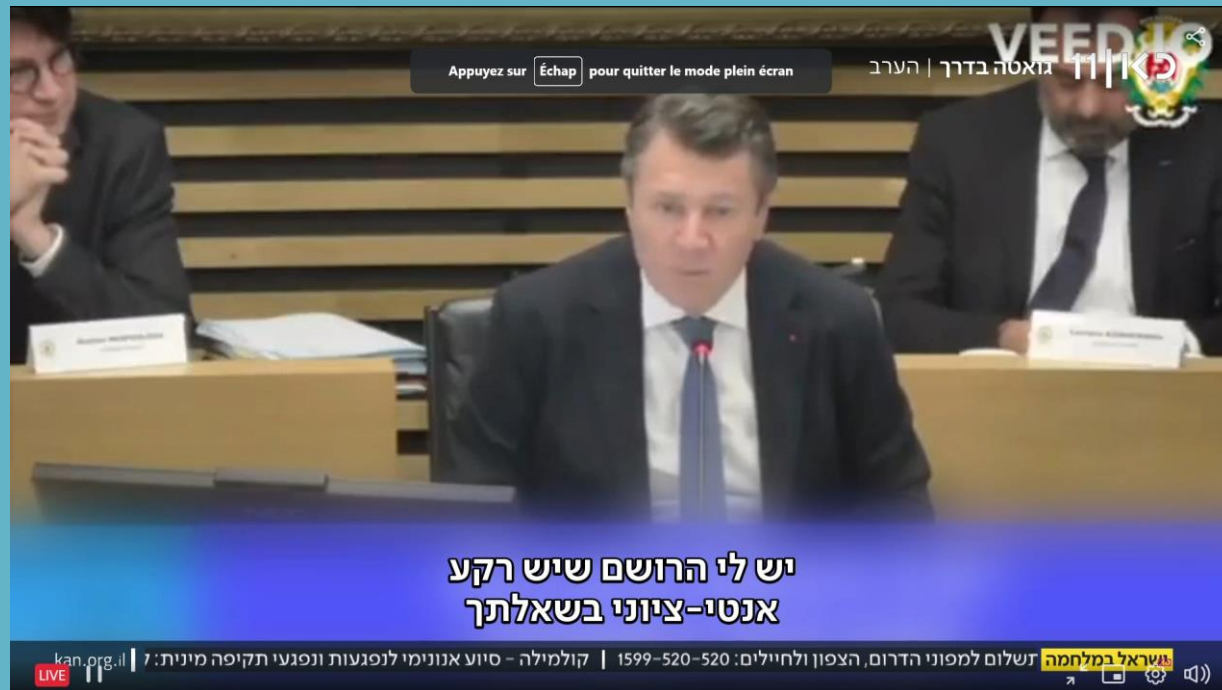 VEED.IO
Appuyez sur Échap pour quitter le mode plein écran
גואטה בדרך | הערב
כאן 11
יש לי הרושם שיש רקע
אנטי-ציוני בשאלתך
ישראל במלחמה תשלום למפוני הדרום, הצפון ולחיילים: 1599-520-520 | קולמילה - סיוע אנונימי לנפגעות ונפגעי תקיפה מינית:
kan.org.il
LIVE